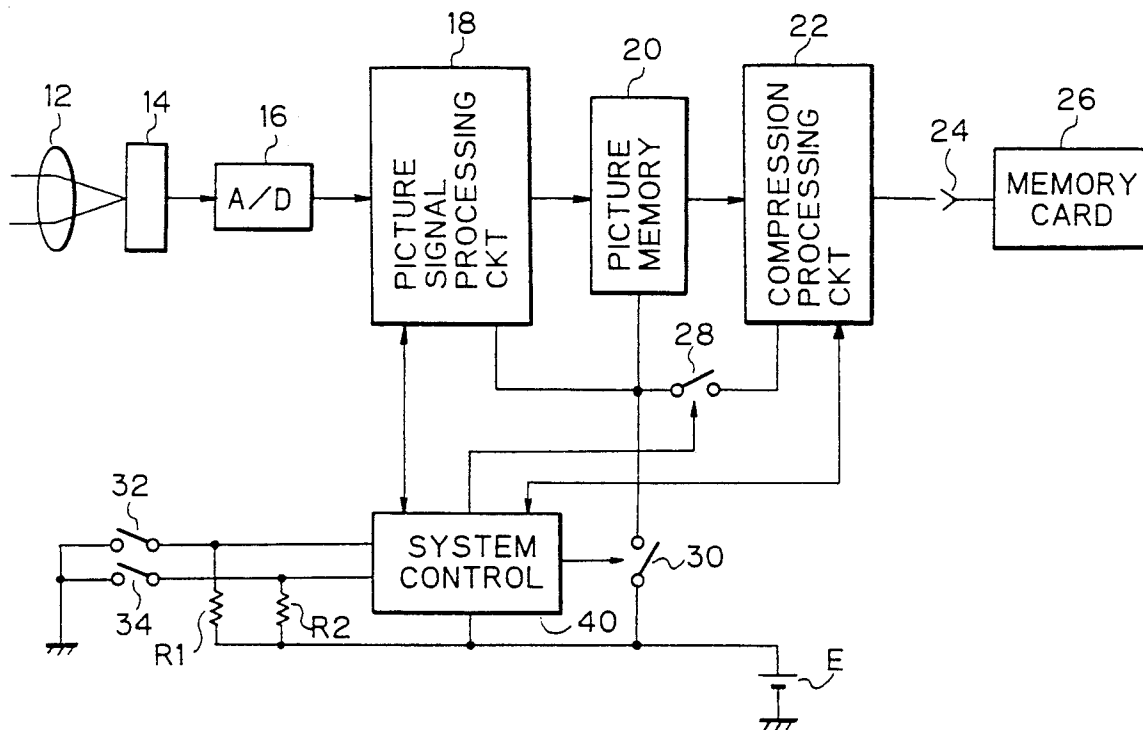 18
22
20
12
14
16
24
26
A/D
PICTURE
SIGNAL
PROCESSING
CKT
PICTURE
MEMORY
COMPRESSION
PROCESSING
CKT
MEMORY
CARD
28
32
SYSTEM
CONTROL
30
34
R1
R2
40
E